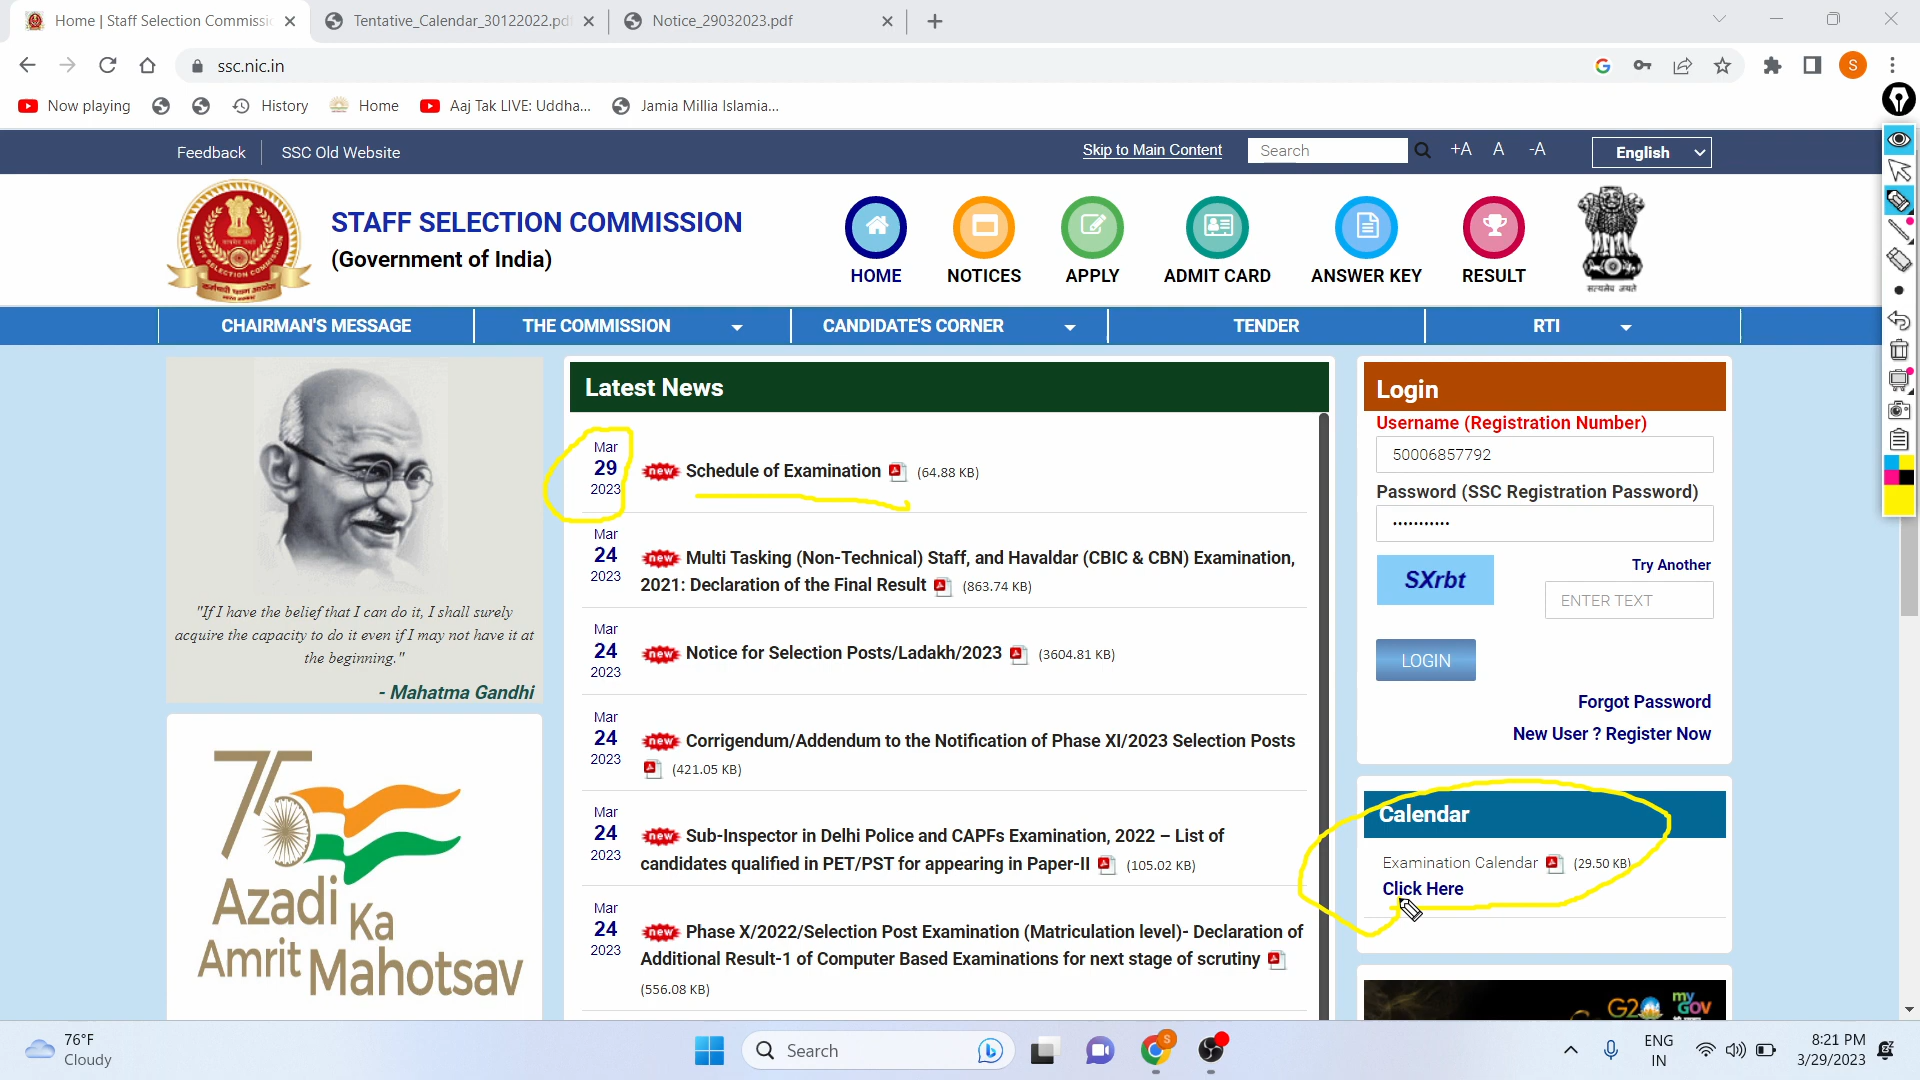 Home | Staff Selection Commissi
Tentative_Calendar_30122022.pd
Notice_29032023.pdf
ssc.nic.in
S
Now playing
History
Home
Aaj Tak LIVE: Uddha...
Jamia Millia Islamia...
Feedback
SSC Old Website
Skip to Main Content
Search
+A
A
-A
English
STAFF SELECTION COMMISSION
(Government of India)
HOME
NOTICES
APPLY
ADMIT CARD
ANSWER KEY
RESULT
सत्यमेव जयते
CHAIRMAN'S MESSAGE
THE COMMISSION
CANDIDATE'S CORNER
TENDER
RTI
"If I have the belief that I can do it, I shall surely
acquire the capacity to do it even if I may not have it at
the beginning."
- Mahatma Gandhi
75
Azadi
Ka
Amrit
Mahotsav
Latest News
Mar
29
2023
new Schedule of Examination (64.88 KB)
Mar
24
2023
new Multi Tasking (Non-Technical) Staff, and Havaldar (CBIC & CBN) Examination,
2021: Declaration of the Final Result (863.74 KB)
Mar
24
2023
new Notice for Selection Posts/Ladakh/2023 (3604.81 KB)
Mar
24
2023
new Corrigendum/Addendum to the Notification of Phase XI/2023 Selection Posts
(421.05 KB)
Mar
24
2023
new Sub-Inspector in Delhi Police and CAPFs Examination, 2022 – List of
candidates qualified in PET/PST for appearing in Paper-II (105.02 KB)
Mar
24
2023
new Phase X/2022/Selection Post Examination (Matriculation level)- Declaration of
Additional Result-1 of Computer Based Examinations for next stage of scrutiny
(556.08 KB)
Login
Username (Registration Number)
50006857792
Password (SSC Registration Password)
•••••••••••
SXrbt
Try Another
ENTER TEXT
LOGIN
Forgot Password
New User ? Register Now
Calendar
Examination Calendar (29.50 KB)
Click Here
G20
my
GOV
76°F
Cloudy
Search
S
ENG
IN
8:21 PM
3/29/2023